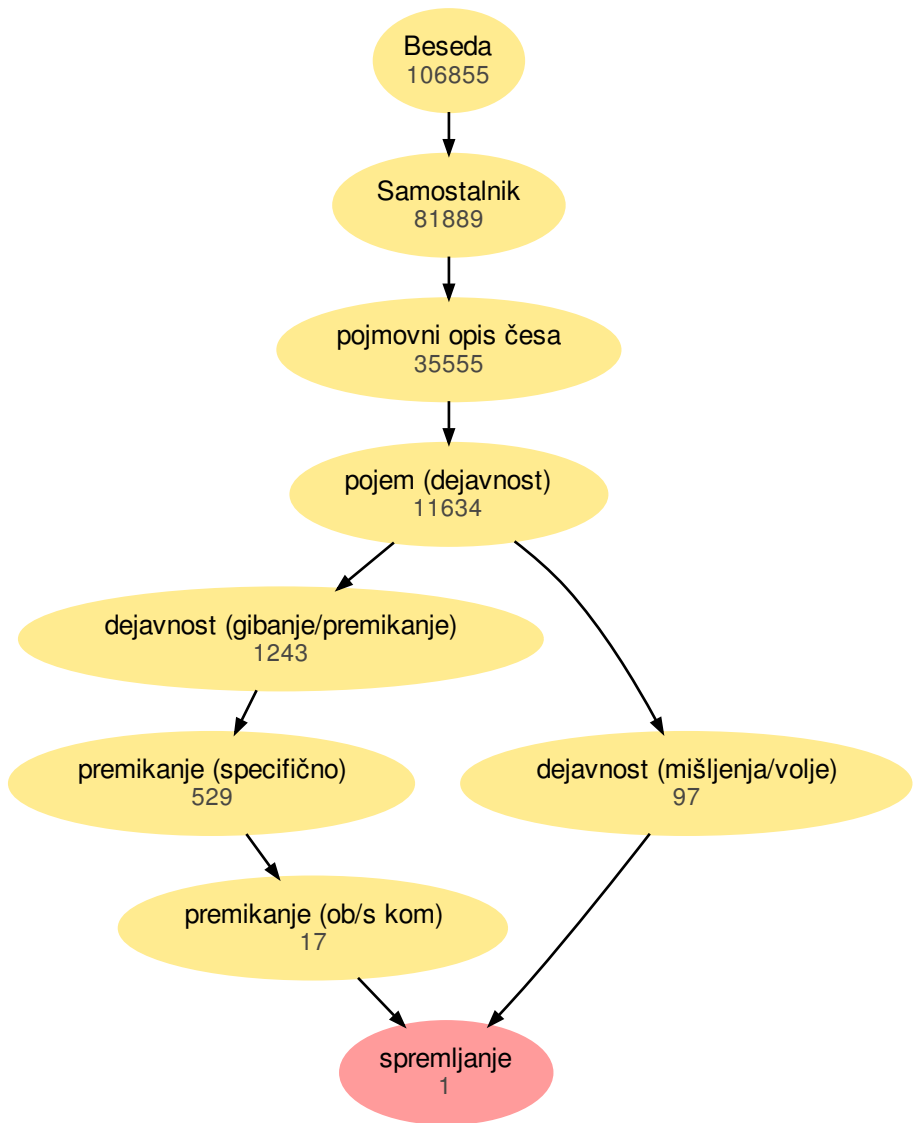 Beseda
106855
Samostalnik
81889
pojmovni opis česa
35555
pojem (dejavnost)
11634
dejavnost (gibanje/premikanje)
1243
premikanje (specifično)
529
dejavnost (mišljenja/volje)
97
premikanje (ob/s kom)
17
spremljanje
1